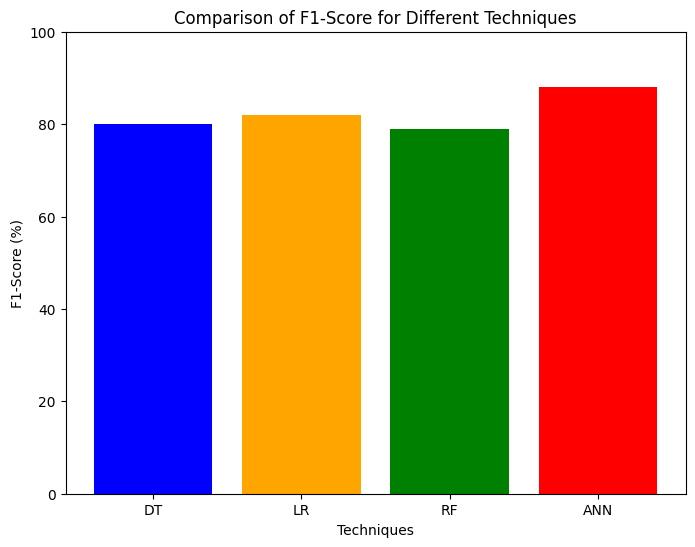 Comparison of F1-Score for Different Techniques
100
80
60
40
20
0
F1-Score (%)
DT LR RF ANN
Techniques